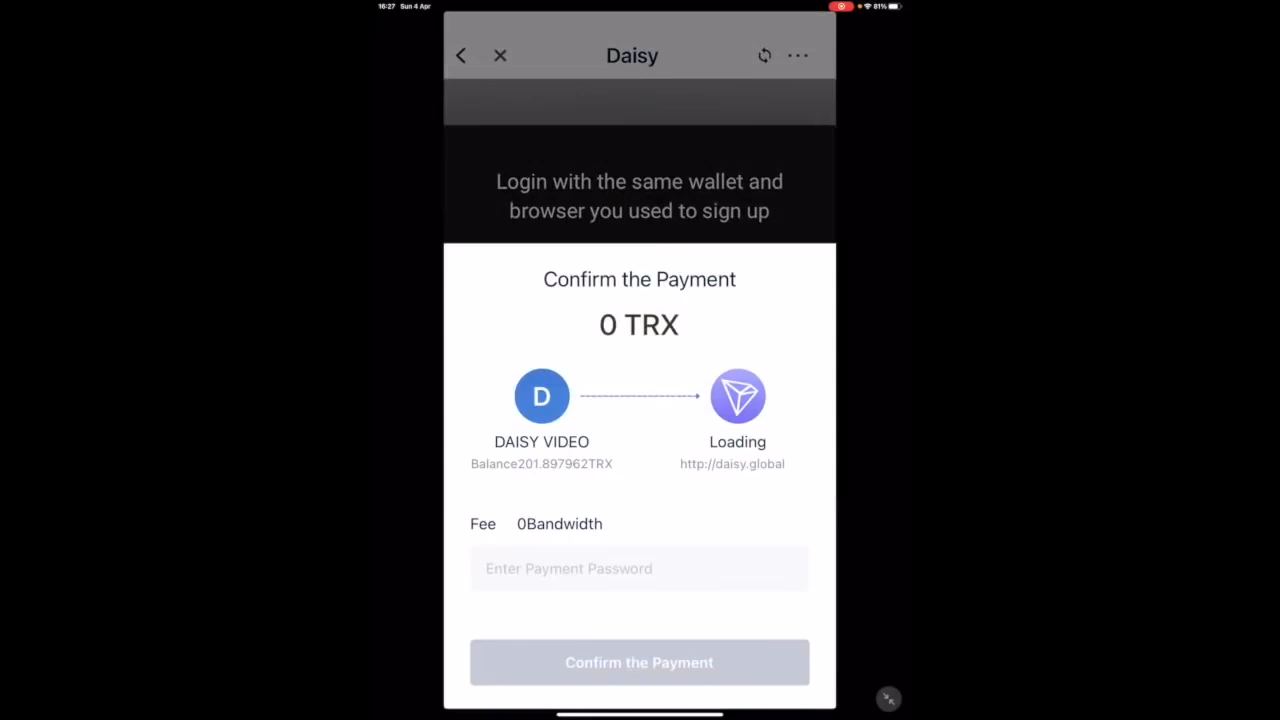 16:27 Sun 4 Apr
81%
Daisy
Login with the same wallet and
browser you used to sign up
Confirm the Payment
0 TRX
D
DAISY VIDEO
Loading
Balance201.897962TRX
http://daisy.global
Fee 0Bandwidth
Enter Payment Password
Confirm the Payment